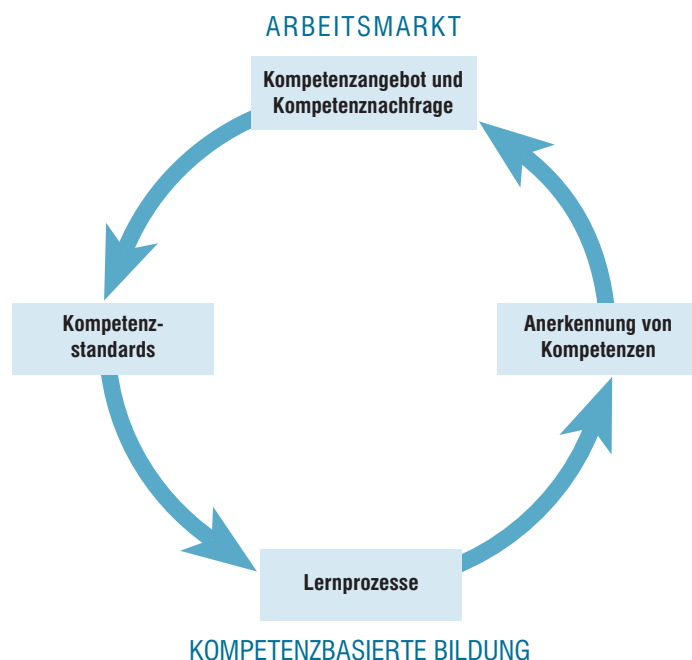 ARBEITSMARKT
Kompetenzangebot und
Kompetenznachfrage
Kompetenz-
standards
Anerkennung von
Kompetenzen
Lernprozesse
KOMPETENZBASIERTE BILDUNG